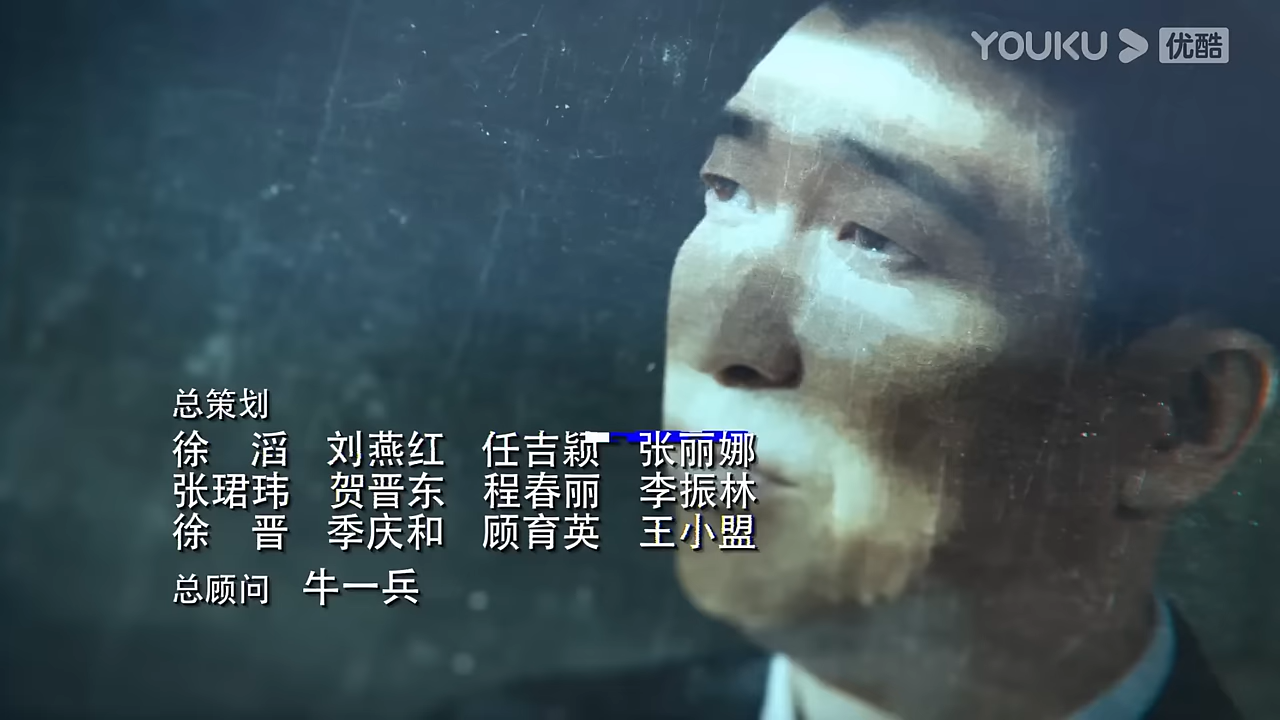 YOUKU 优酷
总策划
徐 滔 刘燕红 任吉颖 张丽娜
张珺玮 贺晋东 程春丽 李振林
徐 晋 季庆和 顾育英 王小盟
总顾问 牛一兵